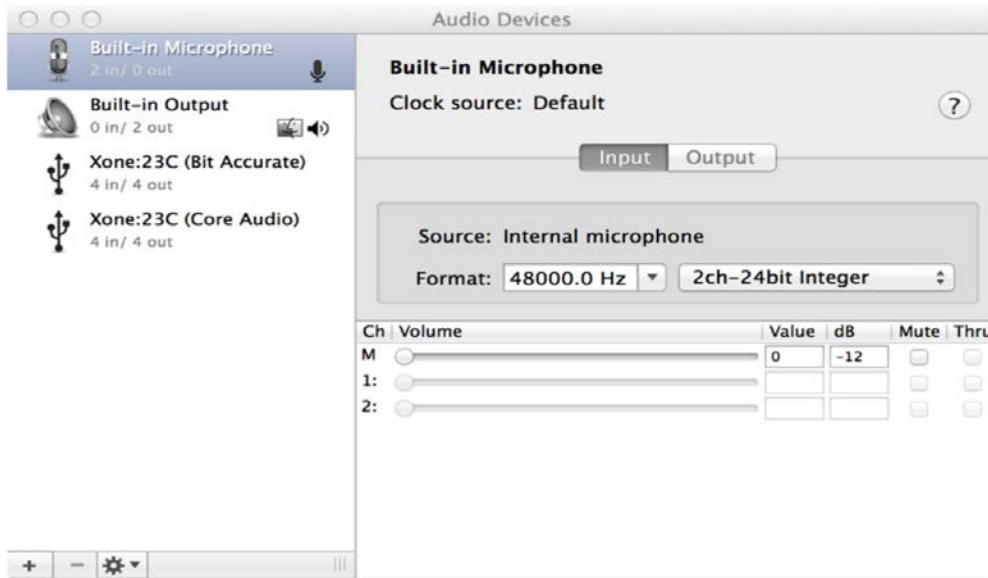 Audio Devices
Built-in Microphone
2 in/ 0 out
Built-in Output
0 in/ 2 out
Xone:23C (Bit Accurate)
4 in/ 4 out
Xone:23C (Core Audio)
4 in/ 4 out
Built-in Microphone
Clock source: Default
?
Input Output
Source: Internal microphone
Format: 48000.0 Hz 2ch-24bit Integer
Ch Volume Value dB Mute Thru
M 0 -12
1:
2: